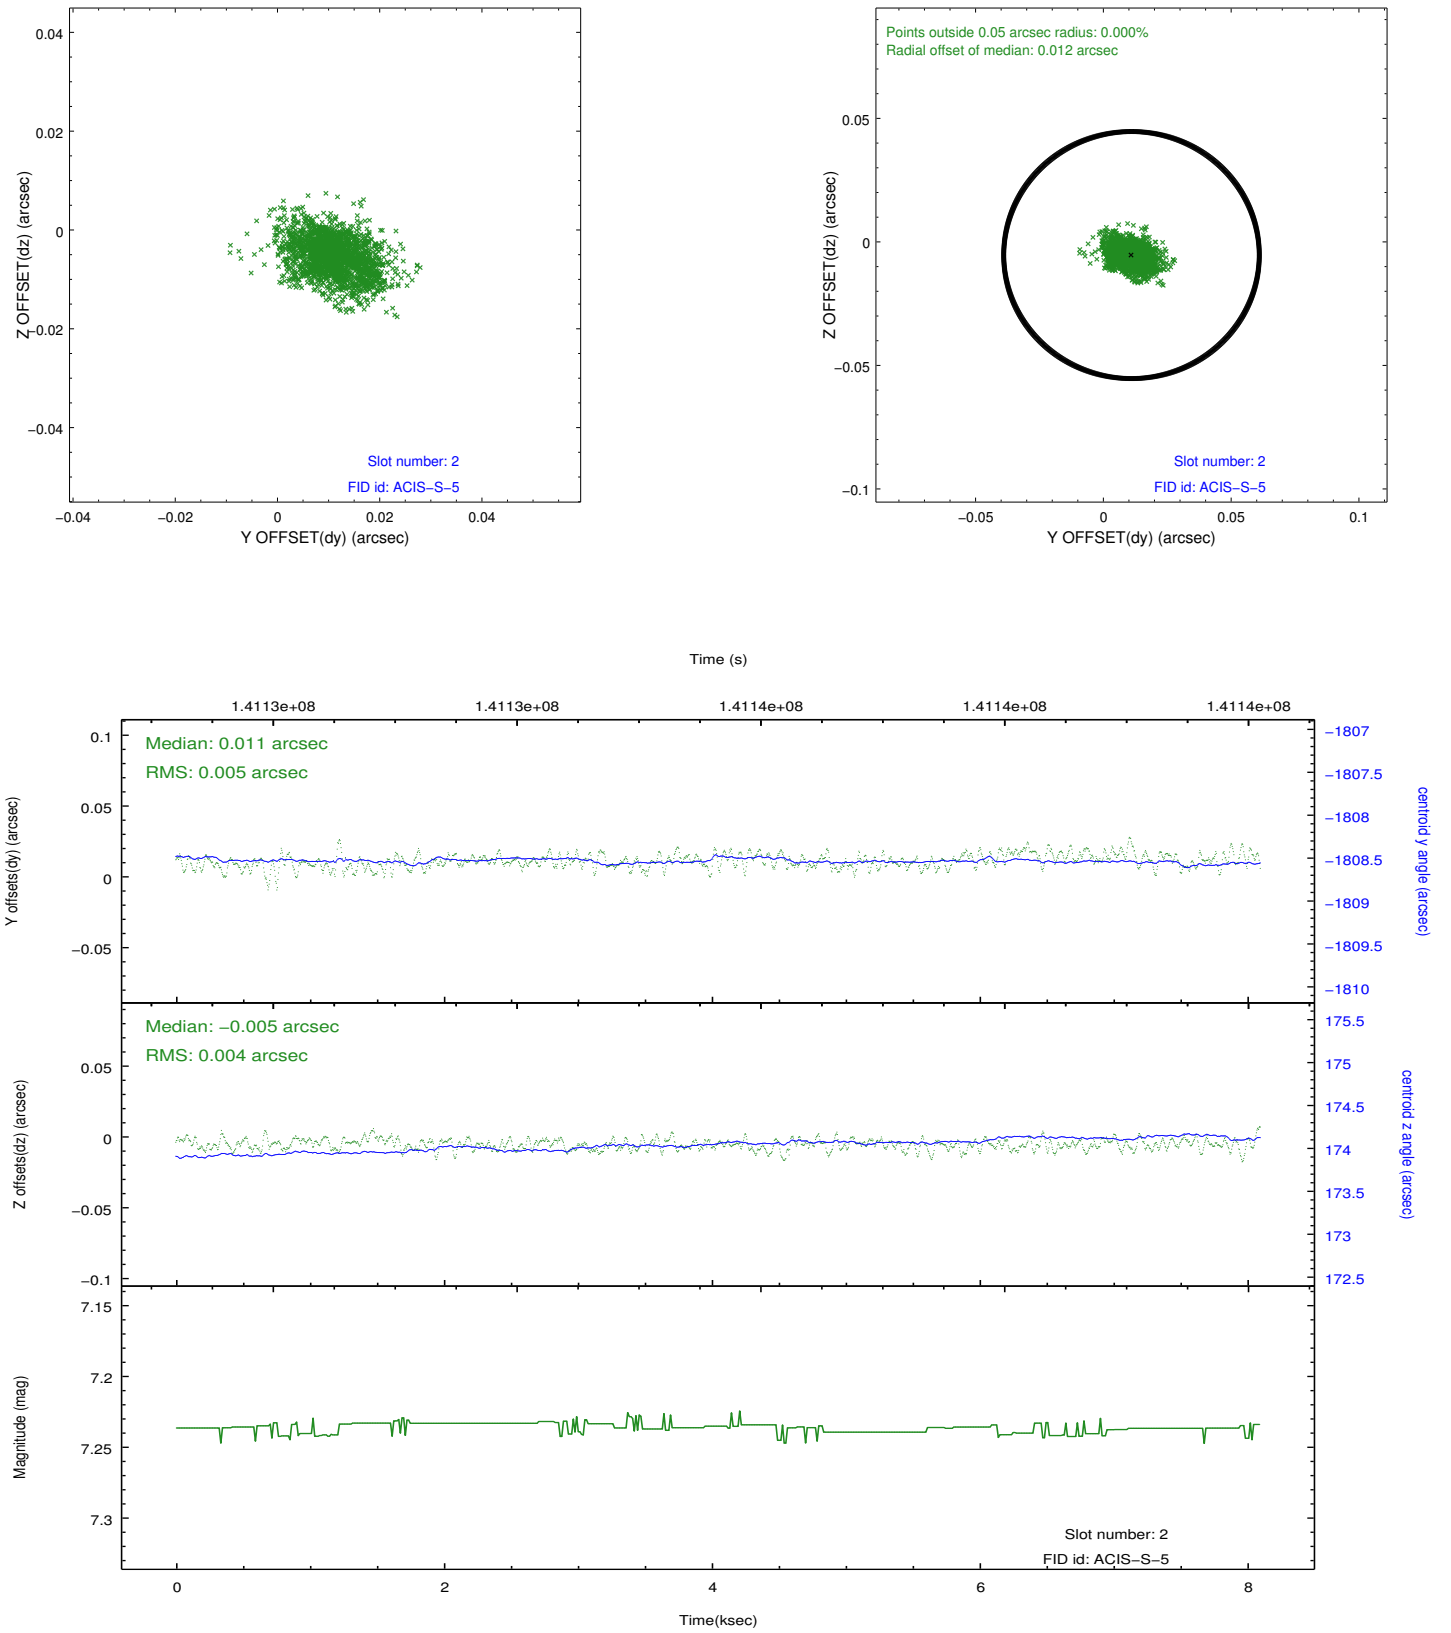 0.04
0.02
0
−0.02
−0.04
Z OFFSET(dz) (arcsec)
Slot number: 2
FID id: ACIS−S−5
−0.04
−0.02
0
0.02
0.04
Y OFFSET(dy) (arcsec)
Points outside 0.05 arcsec radius: 0.000%
Radial offset of median: 0.012 arcsec
0.05
0
−0.05
−0.1
Z OFFSET(dz) (arcsec)
Slot number: 2
FID id: ACIS−S−5
−0.05
0
0.05
0.1
Y OFFSET(dy) (arcsec)
Time (s)
1.4113e+08
1.4113e+08
1.4114e+08
1.4114e+08
1.4114e+08
Median: 0.011 arcsec
RMS: 0.005 arcsec
0.1
0.05
0
−0.05
Y offsets(dy) (arcsec)
−1807
−1807.5
−1808
−1808.5
−1809
−1809.5
−1810
centroid y angle (arcsec)
Median: −0.005 arcsec
RMS: 0.004 arcsec
0.05
0
−0.05
−0.1
Z offsets(dz) (arcsec)
175.5
175
174.5
174
173.5
173
172.5
centroid z angle (arcsec)
7.15
7.2
7.25
7.3
Magnitude (mag)
Slot number: 2
FID id: ACIS−S−5
0
2
4
6
8
Time(ksec)